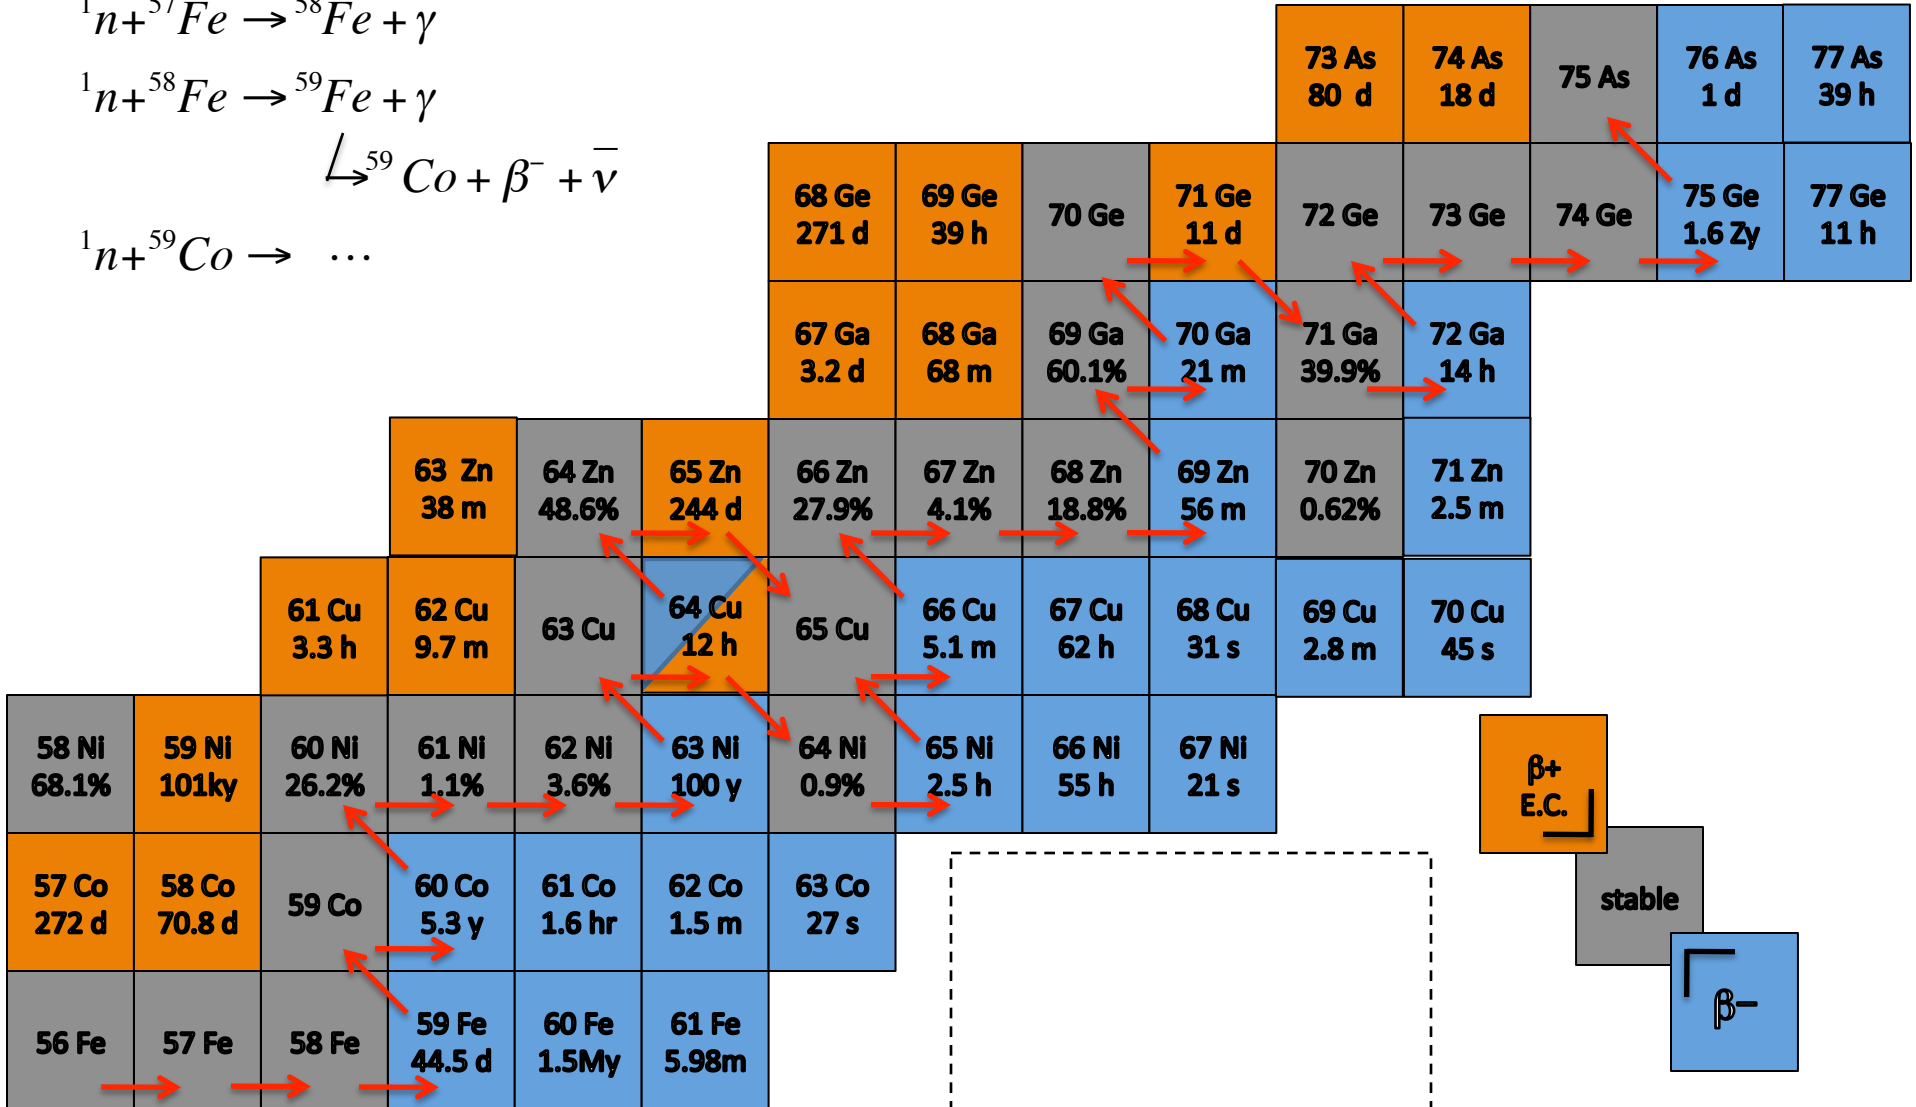 ¹n+⁵⁷Fe → ⁵⁸Fe + γ
¹n+⁵⁸Fe → ⁵⁹Fe + γ
⁵⁹Co + β⁻ + ν̅
¹n+⁵⁹Co → ⋯
73 As
80 d
74 As
18 d
75 As
76 As
1 d
77 As
39 h
68 Ge
271 d
69 Ge
39 h
70 Ge
71 Ge
11 d
72 Ge
73 Ge
74 Ge
75 Ge
1.6 Zy
77 Ge
11 h
67 Ga
3.2 d
68 Ga
68 m
69 Ga
60.1%
70 Ga
21 m
71 Ga
39.9%
72 Ga
14 h
63 Zn
38 m
64 Zn
48.6%
65 Zn
244 d
66 Zn
27.9%
67 Zn
4.1%
68 Zn
18.8%
69 Zn
56 m
70 Zn
0.62%
71 Zn
2.5 m
61 Cu
3.3 h
62 Cu
9.7 m
63 Cu
64 Cu
12 h
65 Cu
66 Cu
5.1 m
67 Cu
62 h
68 Cu
31 s
69 Cu
2.8 m
70 Cu
45 s
58 Ni
68.1%
59 Ni
101ky
60 Ni
26.2%
61 Ni
1.1%
62 Ni
3.6%
63 Ni
100 y
64 Ni
0.9%
65 Ni
2.5 h
66 Ni
55 h
67 Ni
21 s
57 Co
272 d
58 Co
70.8 d
59 Co
60 Co
5.3 y
61 Co
1.6 hr
62 Co
1.5 m
63 Co
27 s
56 Fe
57 Fe
58 Fe
59 Fe
44.5 d
60 Fe
1.5My
61 Fe
5.98m
β+
E.C.
stable
β−